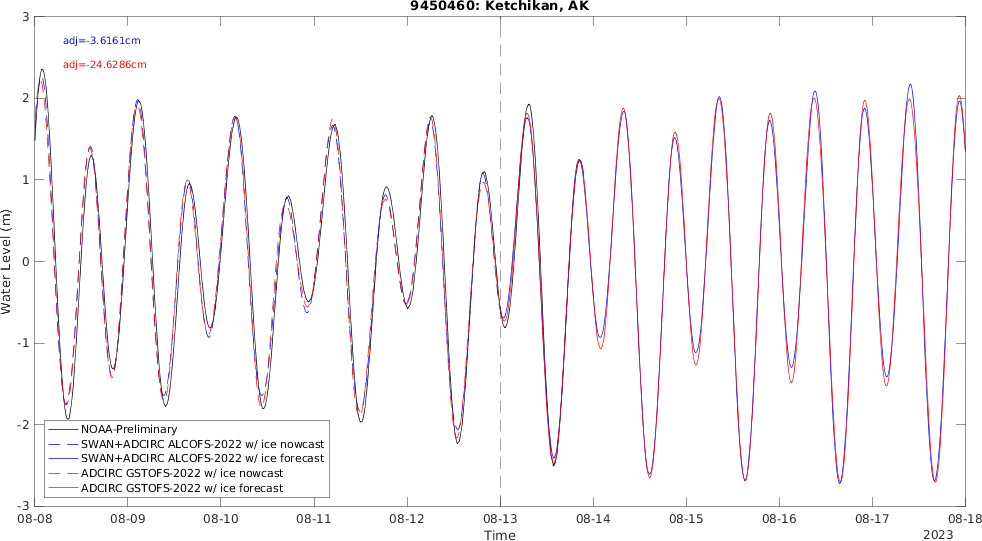 9450460: Ketchikan, AK
adj=-3.6161cm
adj=-24.6286cm
3
2
1
0
-1
-2
-3
Water Level (m)
NOAA-Preliminary
SWAN+ADCIRC ALCOFS-2022 w/ ice nowcast
SWAN+ADCIRC ALCOFS-2022 w/ ice forecast
ADCIRC GSTOFS-2022 w/ ice nowcast
ADCIRC GSTOFS-2022 w/ ice forecast
08-08 08-09 08-10 08-11 08-12 08-13 08-14 08-15 08-16 08-17 08-18
Time
2023